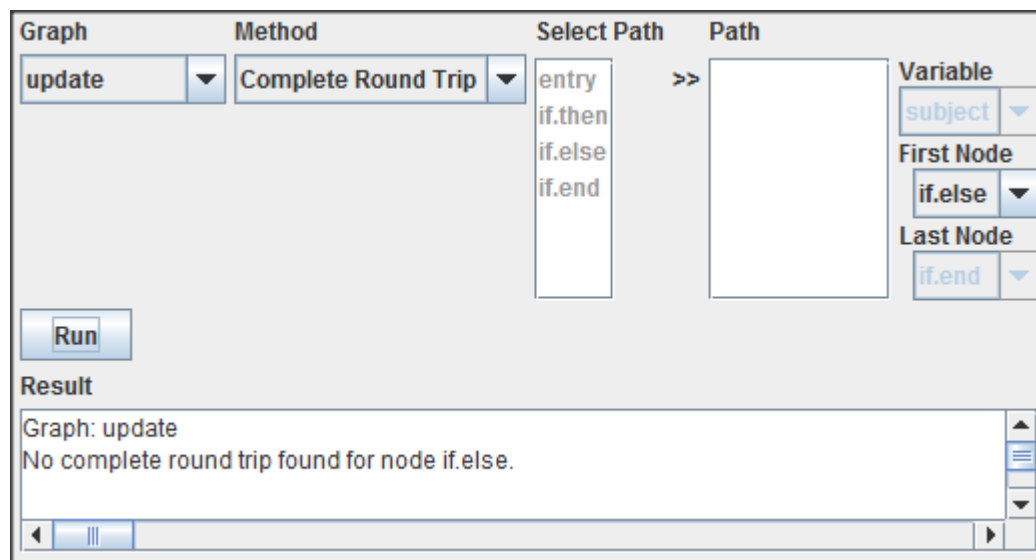 Graph Method Select Path Path
update Complete Round Trip entry >> Variable
if.then subject
if.else First Node
if.end if.else
Last Node
if.end
Run
Result
Graph: update
No complete round trip found for node if.else.